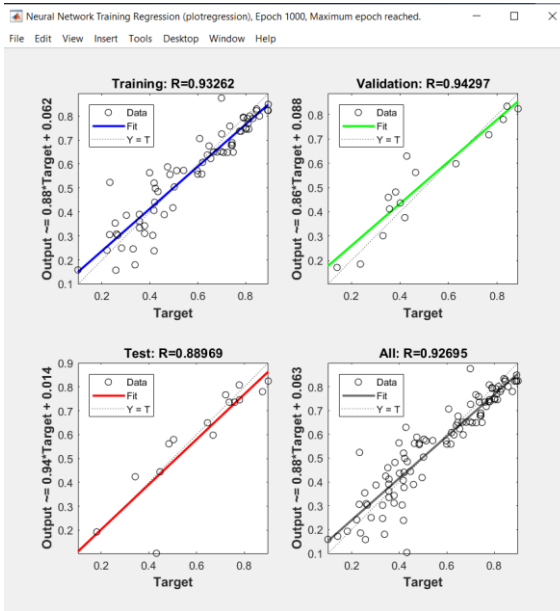 Neural Network Training Regression (plotregression), Epoch 1000, Maximum epoch reached.
File Edit View Insert Tools Desktop Window Help
Training: R=0.93262
Output ~= 0.88*Target + 0.062
0.8
0.7
0.6
0.5
0.4
0.3
0.2
0.1
Data
Fit
Y = T
0.2 0.4 0.6 0.8
Target
Validation: R=0.94297
Output ~= 0.86*Target + 0.088
0.8
0.7
0.6
0.5
0.4
0.3
0.2
0.1
Data
Fit
Y = T
0.2 0.4 0.6 0.8
Target
Test: R=0.88969
Output ~= 0.94*Target + 0.014
0.9
0.8
0.7
0.6
0.5
0.4
0.3
0.2
Data
Fit
Y = T
0.2 0.4 0.6 0.8
Target
All: R=0.92695
Output ~= 0.88*Target + 0.063
0.8
0.7
0.6
0.5
0.4
0.3
0.2
0.1
Data
Fit
Y = T
0.2 0.4 0.6 0.8
Target